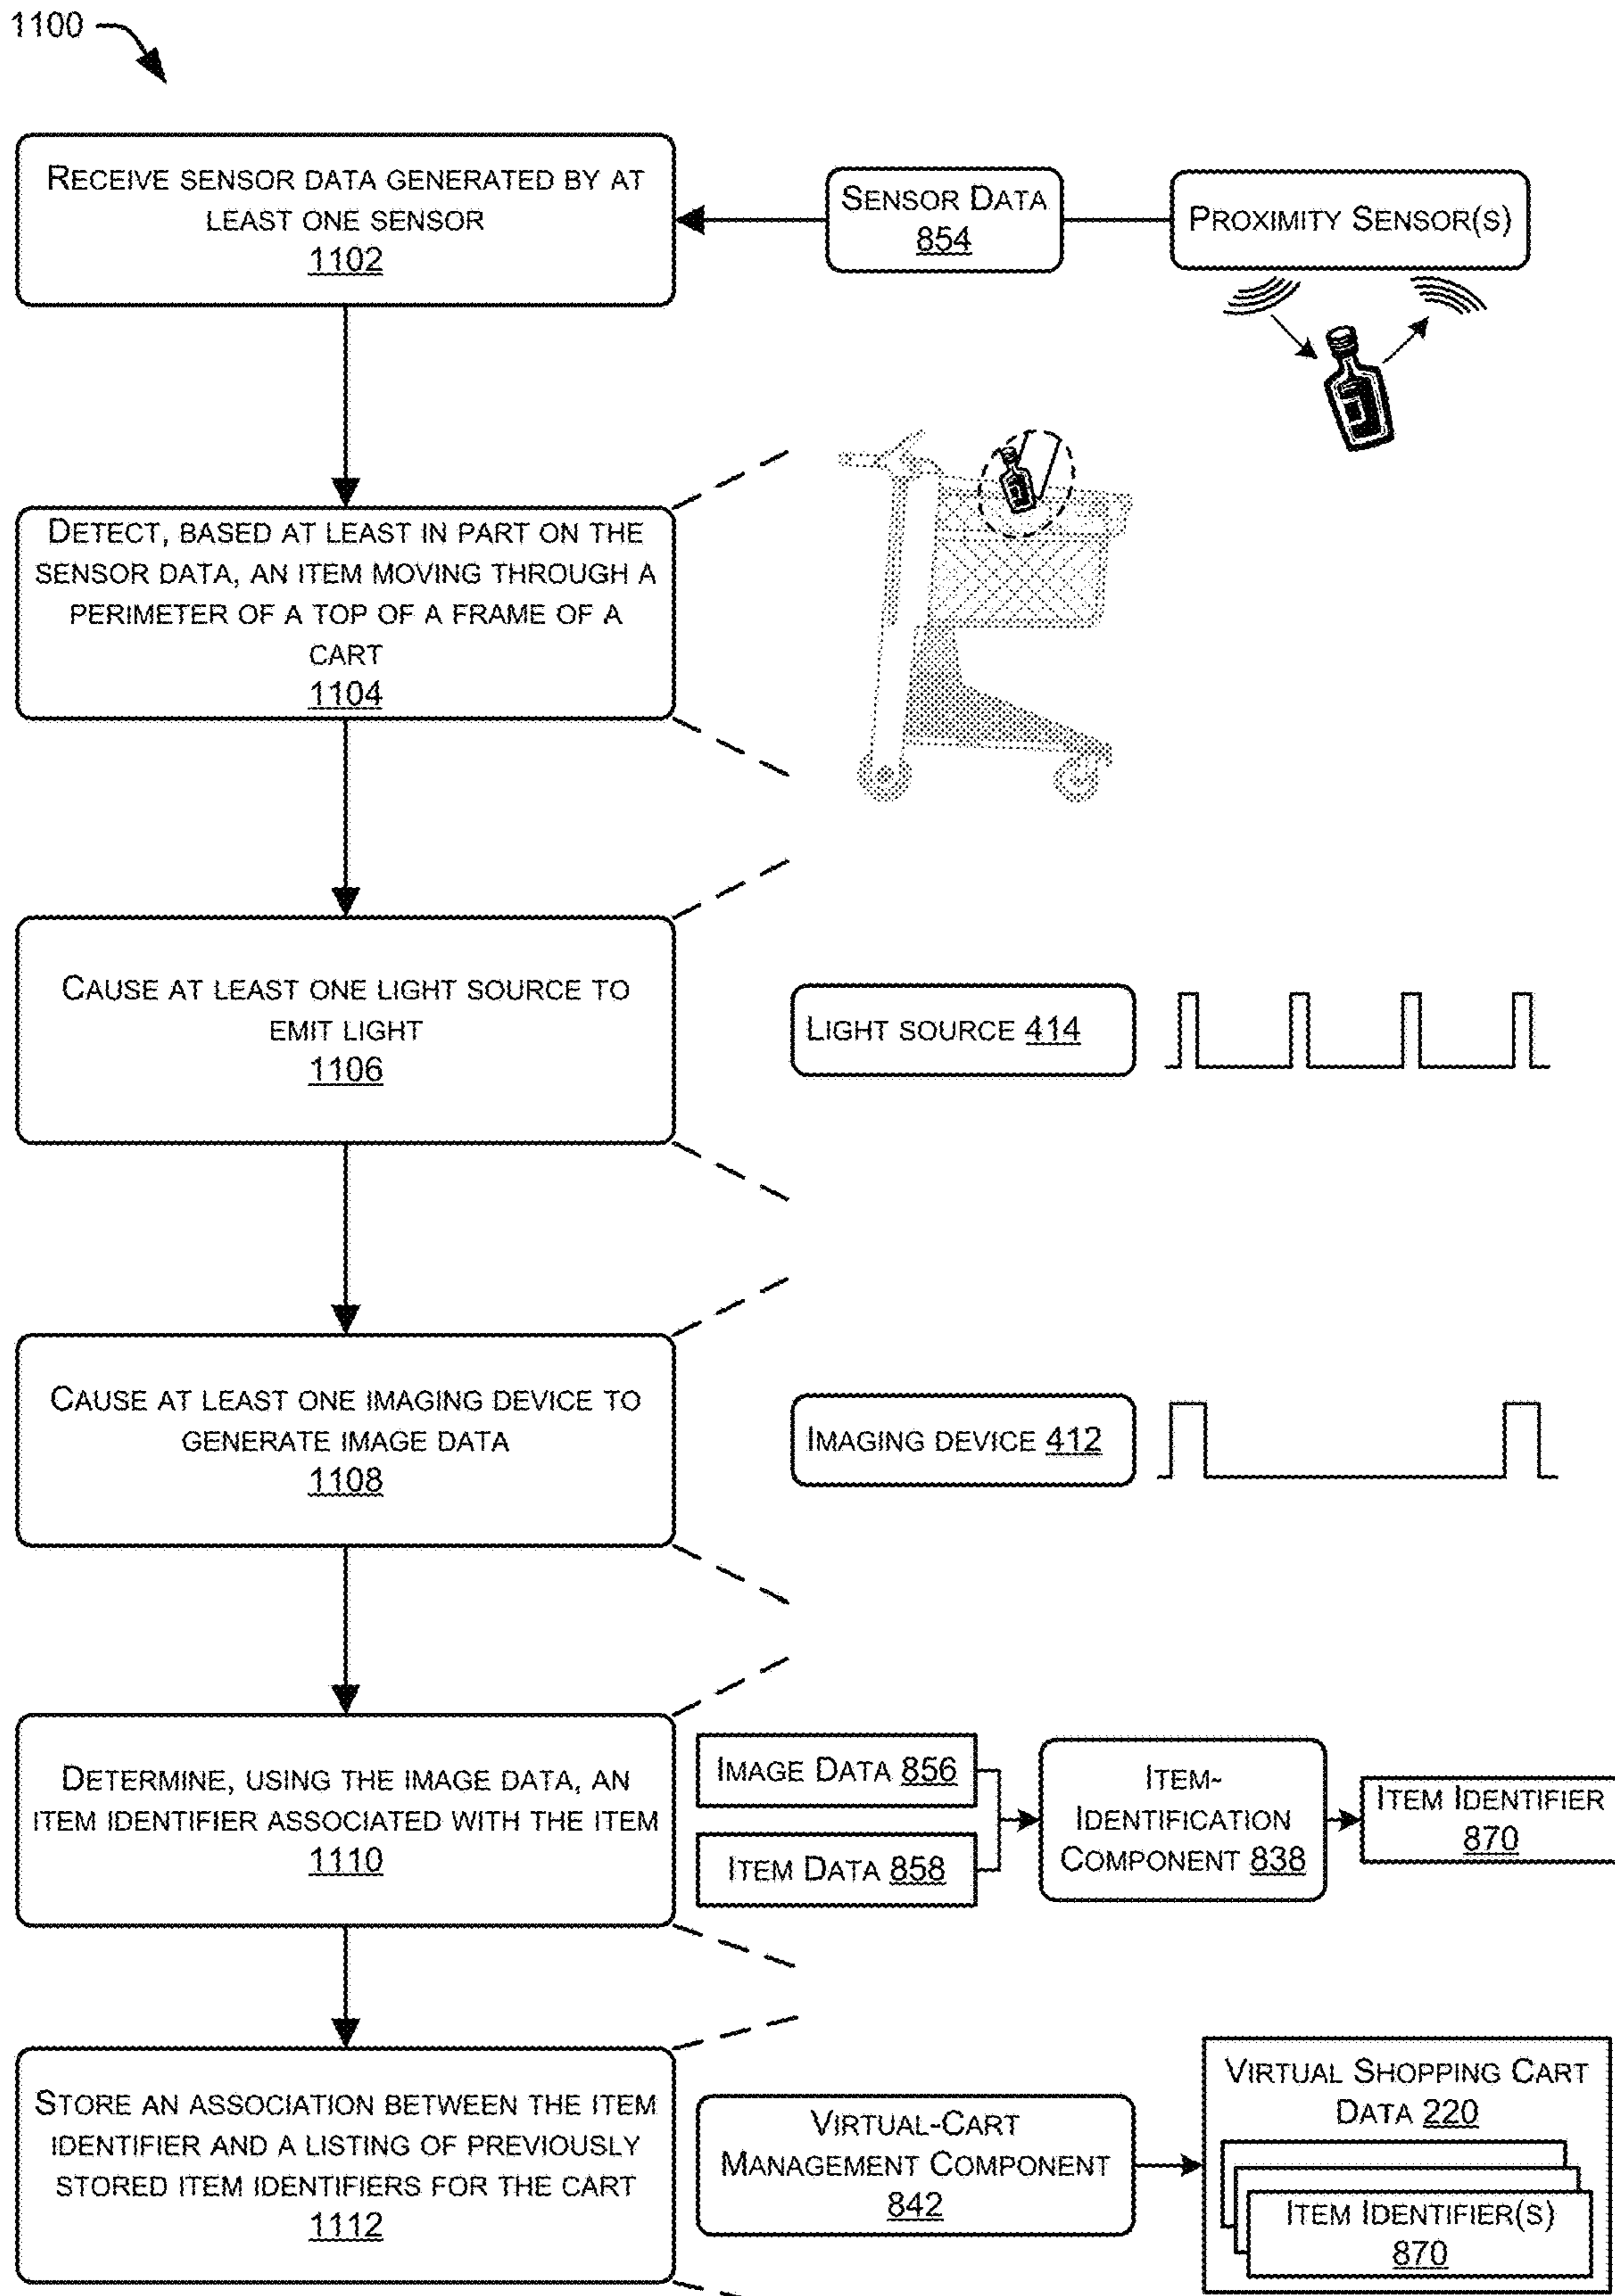 1100
RECEIVE SENSOR DATA GENERATED BY AT
LEAST ONE SENSOR
1102
SENSOR DATA
854
PROXIMITY SENSOR(S)
DETECT, BASED AT LEAST IN PART ON THE
SENSOR DATA, AN ITEM MOVING THROUGH A
PERIMETER OF A TOP OF A FRAME OF A
CART
1104
CAUSE AT LEAST ONE LIGHT SOURCE TO
EMIT LIGHT
1106
LIGHT SOURCE 414
CAUSE AT LEAST ONE IMAGING DEVICE TO
GENERATE IMAGE DATA
1108
IMAGING DEVICE 412
DETERMINE, USING THE IMAGE DATA, AN
ITEM IDENTIFIER ASSOCIATED WITH THE ITEM
1110
IMAGE DATA 856
ITEM DATA 858
ITEM-
IDENTIFICATION
COMPONENT 838
ITEM IDENTIFIER
870
STORE AN ASSOCIATION BETWEEN THE ITEM
IDENTIFIER AND A LISTING OF PREVIOUSLY
STORED ITEM IDENTIFIERS FOR THE CART
1112
VIRTUAL-CART
MANAGEMENT COMPONENT
842
VIRTUAL SHOPPING CART
DATA 220
ITEM IDENTIFIER(S)
870